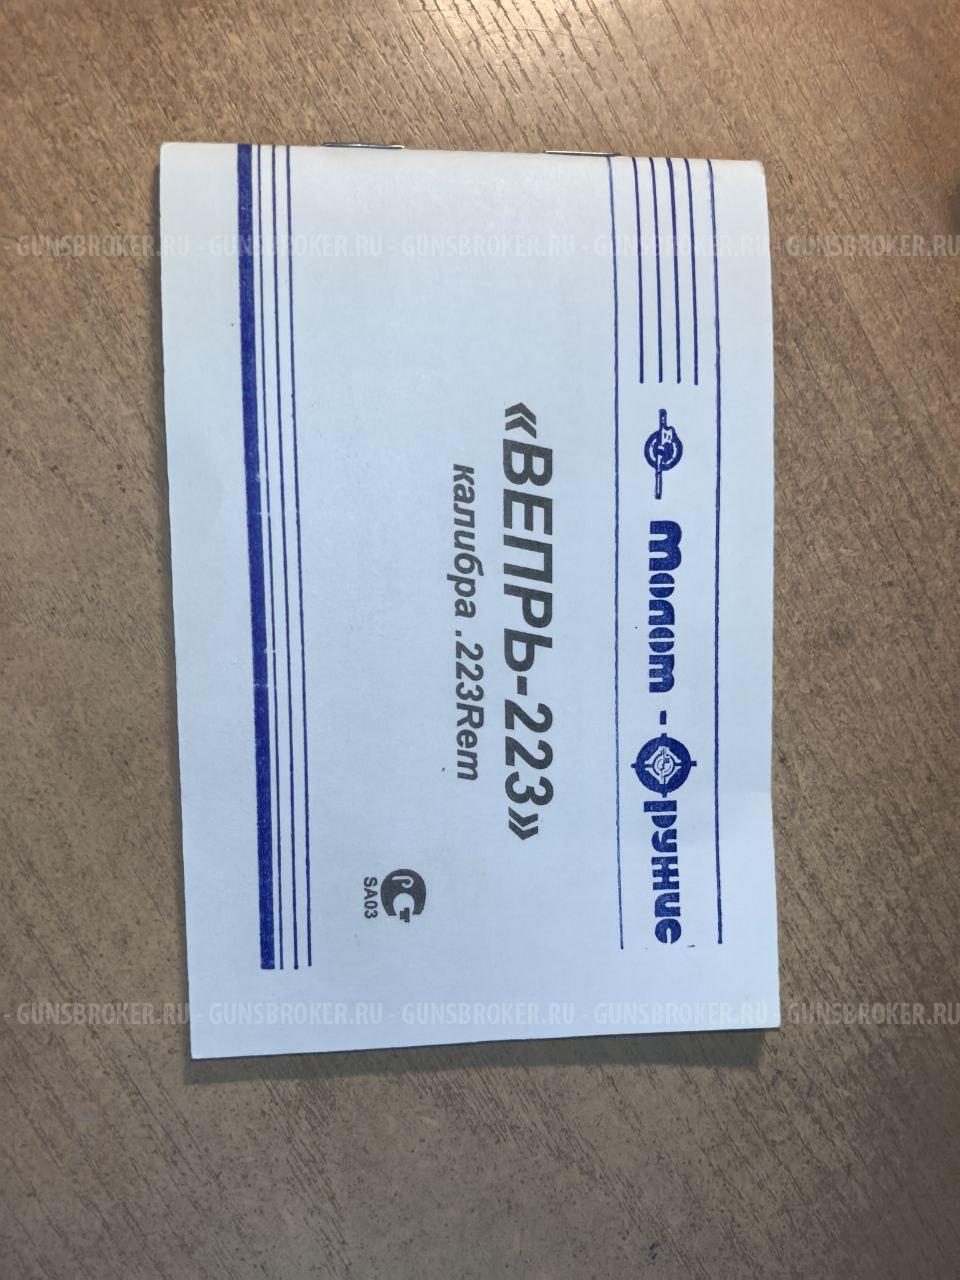 Молот - Оружие
«ВЕПРЬ-223»
калибра .223Rem
РСТ
SA03
- GUNSBROKER.RU - GUNSBROKER.RU - GUNSBROKER.RU - GUNSBROKER.RU - GUNSBROKER.RU
- GUNSBROKER.RU - GUNSBROKER.RU - GUNSBROKER.RU - GUNSBROKER.RU - GUNSBROKER.RU